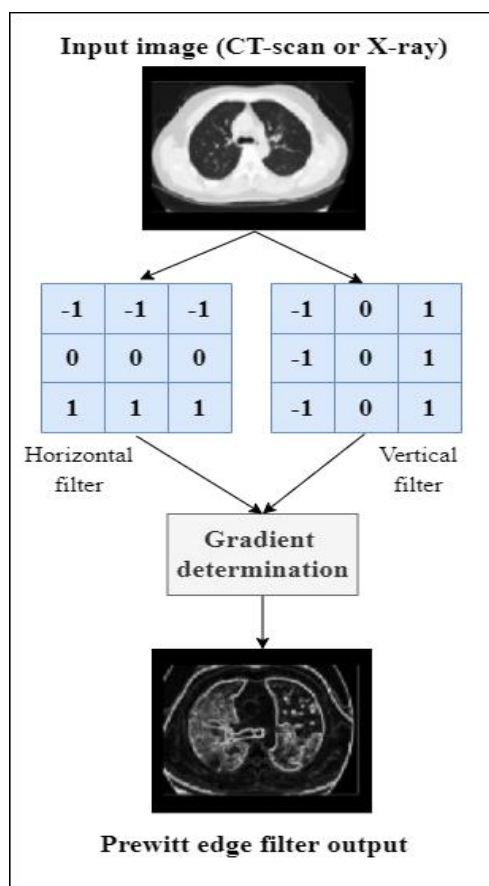 Input image (CT-scan or X-ray)
-1 -1 -1
0 0 0
1 1 1
-1 0 1
-1 0 1
-1 0 1
Horizontal
filter
Vertical
filter
Gradient
determination
Prewitt edge filter output